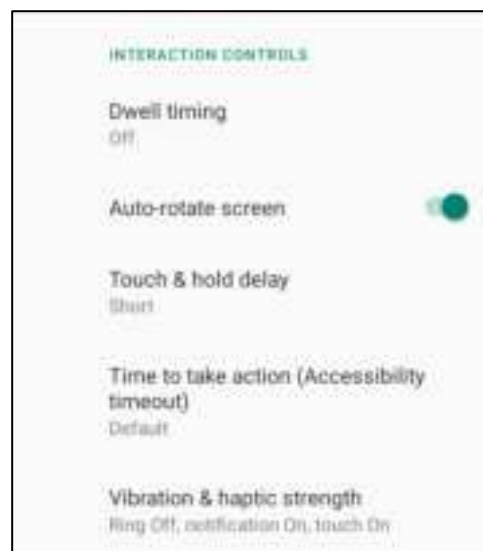 INTERACTION CONTROLS
Dwell timing
Off
Auto-rotate screen
Touch & hold delay
Short
Time to take action (Accessibility
timeout)
Default
Vibration & haptic strength
Ring Off, notification On, touch On